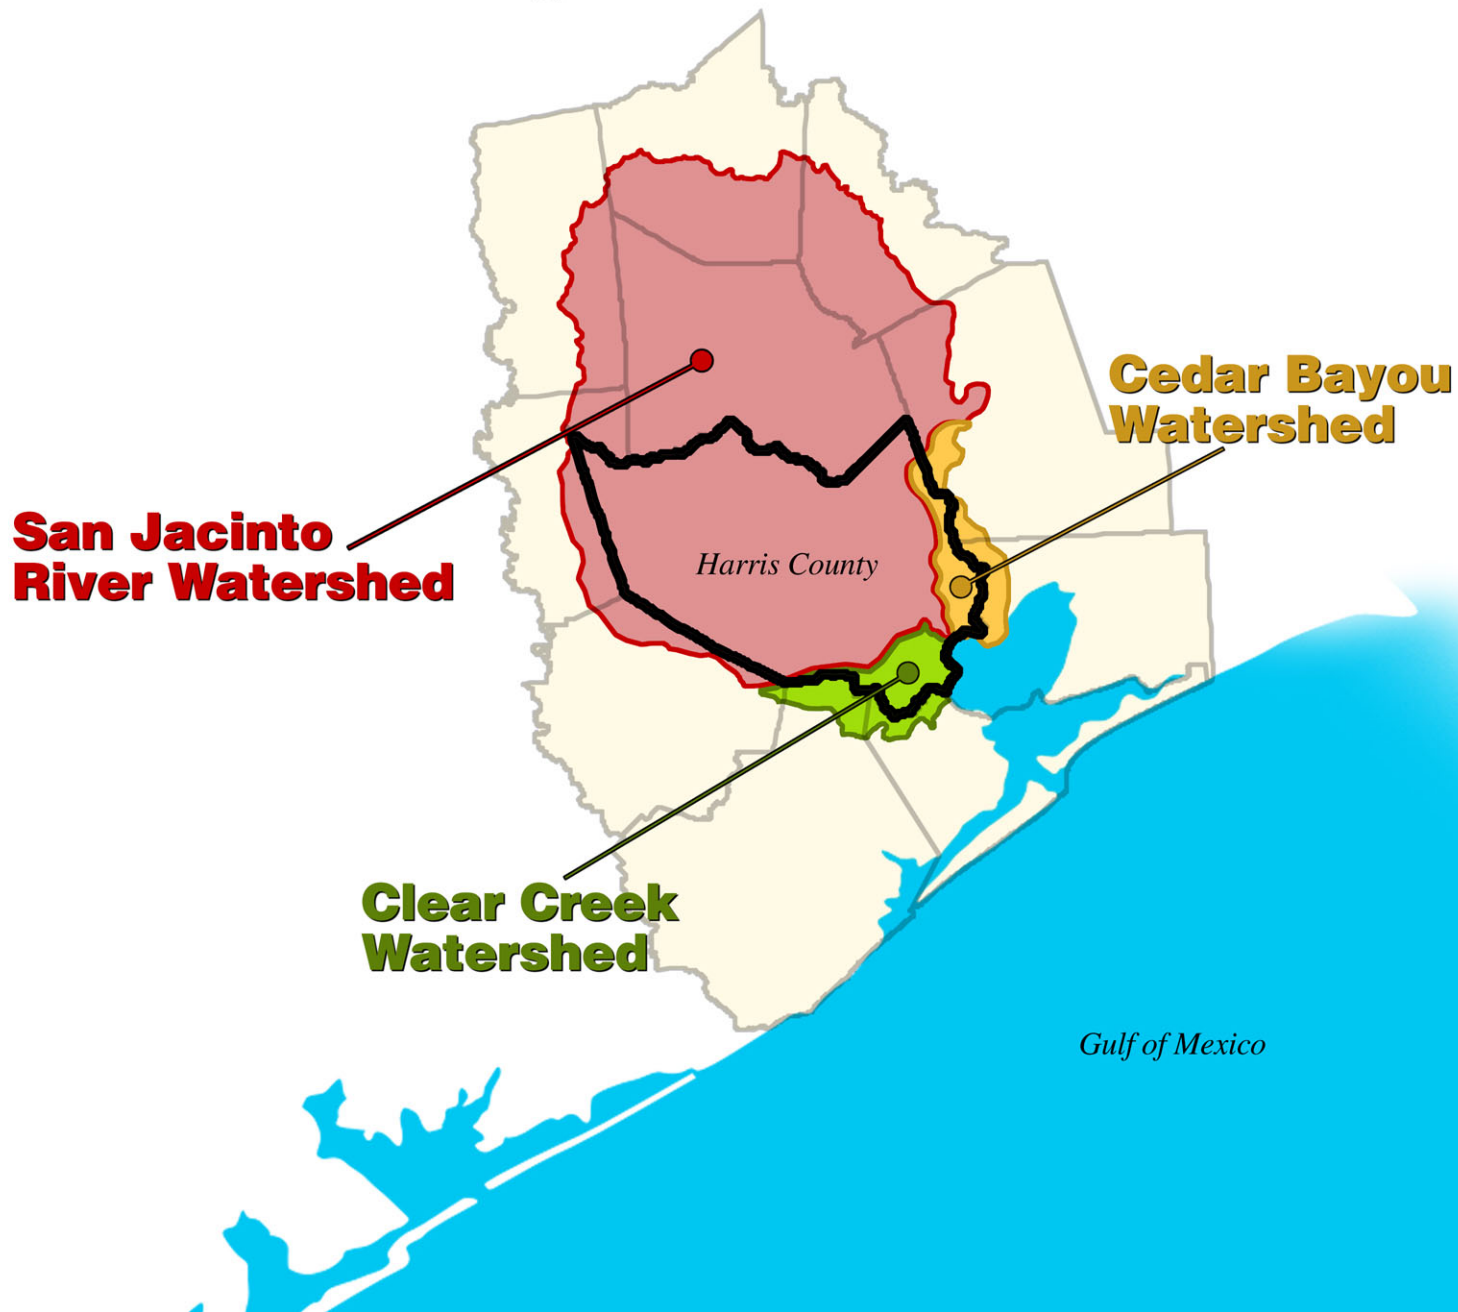 Cedar Bayou
Watershed
San Jacinto
River Watershed
Harris County
Clear Creek
Watershed
Gulf of Mexico